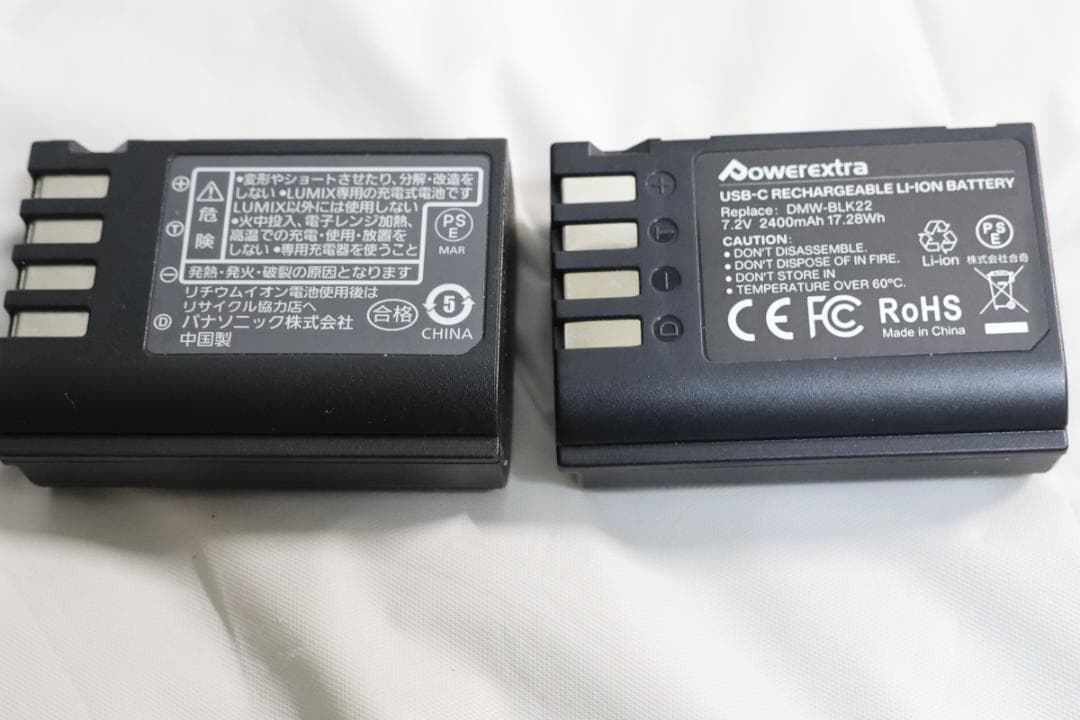 ⊕
Ⓣ
⊖
Ⓓ
危
険
●変形やショートさせたり、分解・改造を
しない ●LUMIX専用の充電式電池です
LUMIX以外には使用しない
●火中投入、電子レンジ加熱、
高温での充電・使用・放置を
しない ●専用充電器を使うこと
発熱・発火・破裂の原因となります
PS
E
MAR
リチウムイオン電池使用後は
リサイクル協力店へ
パナソニック株式会社
中国製
合格
5
CHINA
+
T
-
D
Powerextra
USB-C RECHARGEABLE LI-ION BATTERY
Replace: DMW-BLK22
7.2V 2400mAh 17.28Wh
CAUTION:
• DON'T DISASSEMBLE.
• DON'T DISPOSE OF IN FIRE.
• DON'T STORE IN
• TEMPERATURE OVER 60°C.
Li-ion
PS
E
株式会社合奇
CE FC RoHS
Made in China